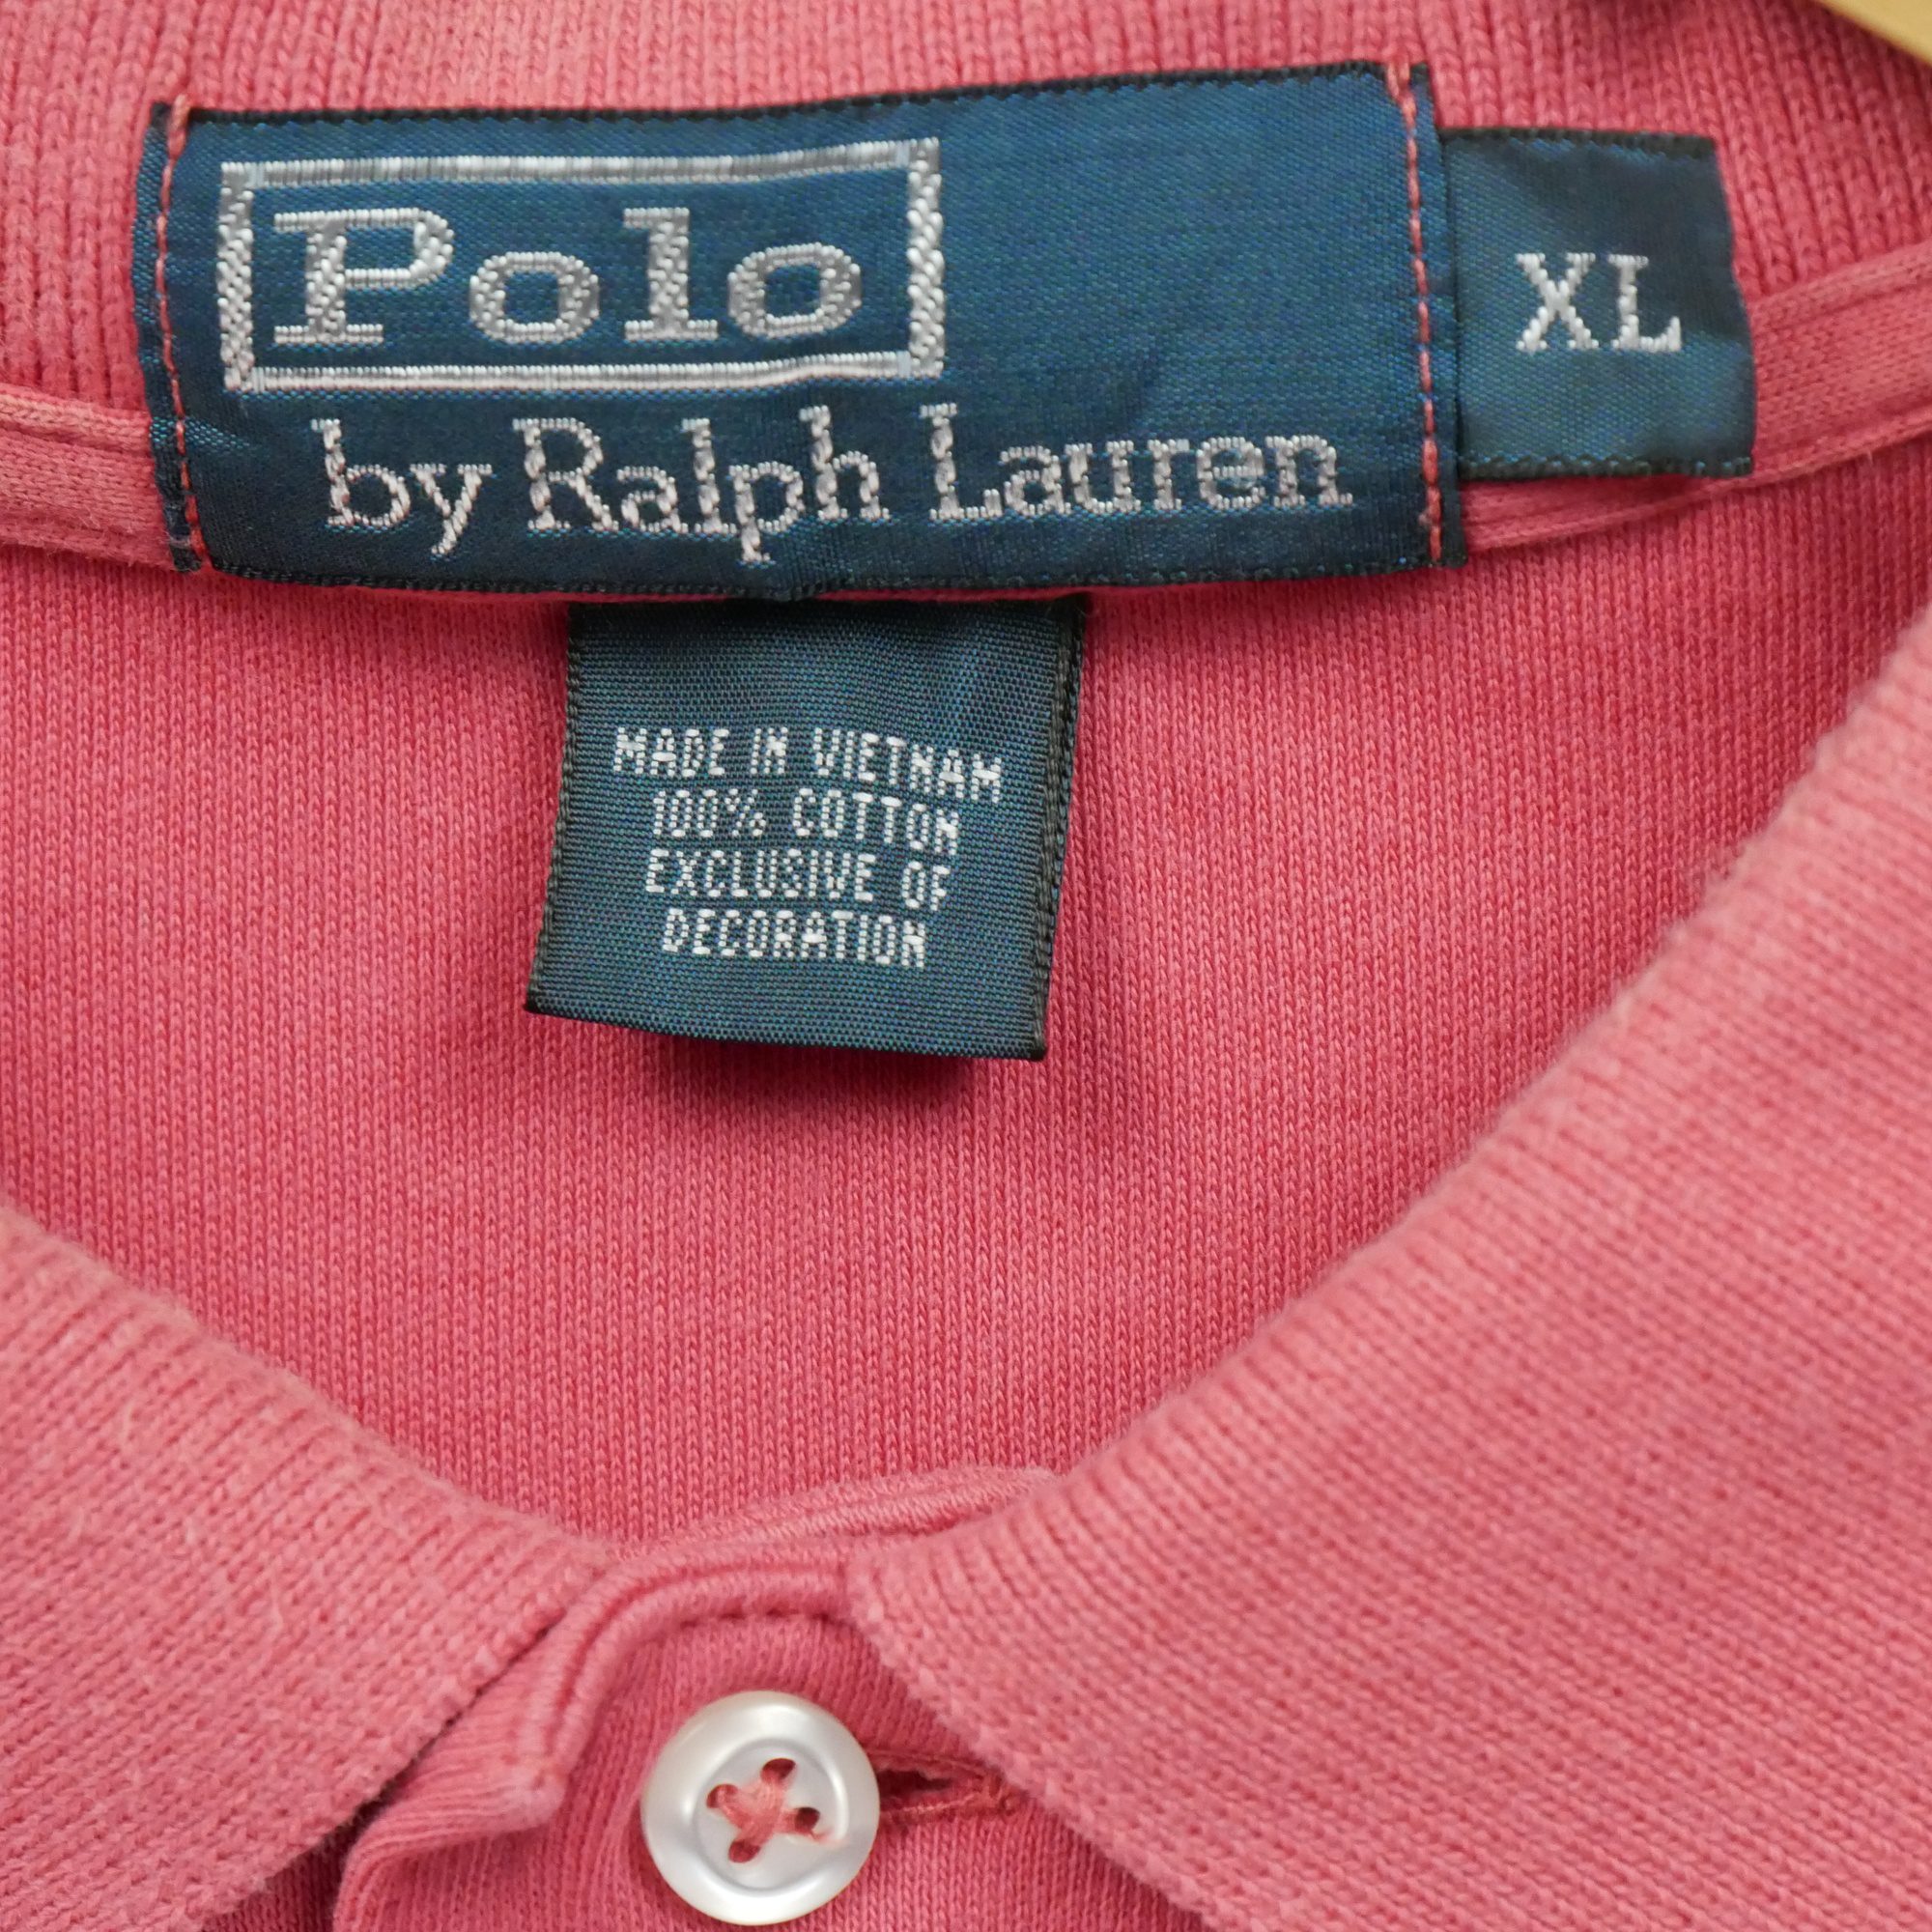 Polo
by Ralph Lauren
XL
MADE IN VIETNAM
100% COTTON
EXCLUSIVE OF
DECORATION